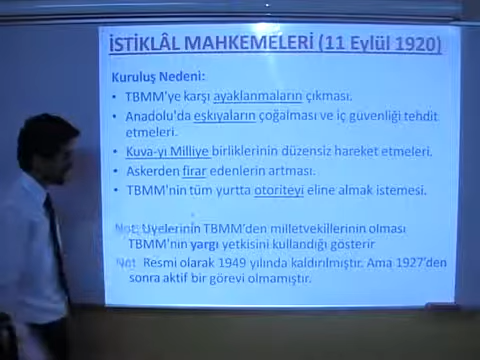 İSTİKLÂL MAHKEMELERİ (11 Eylül 1920)
Kuruluş Nedeni:
• TBMM'ye karşı ayaklanmaların çıkması.
• Anadolu'da eşkıyaların çoğalması ve iç güvenliği tehdit
etmeleri.
• Kuva-yı Milliye birliklerinin düzensiz hareket etmeleri.
• Askerden firar edenlerin artması.
• TBMM'nin tüm yurtta otoriteyi eline almak istemesi.
Not: Üyelerinin TBMM'den milletvekillerinin olması
TBMM'nin yargı yetkisini kullandığı gösterir
Not Resmi olarak 1949 yılında kaldırılmıştır. Ama 1927'den
sonra aktif bir görevi olmamıştır.